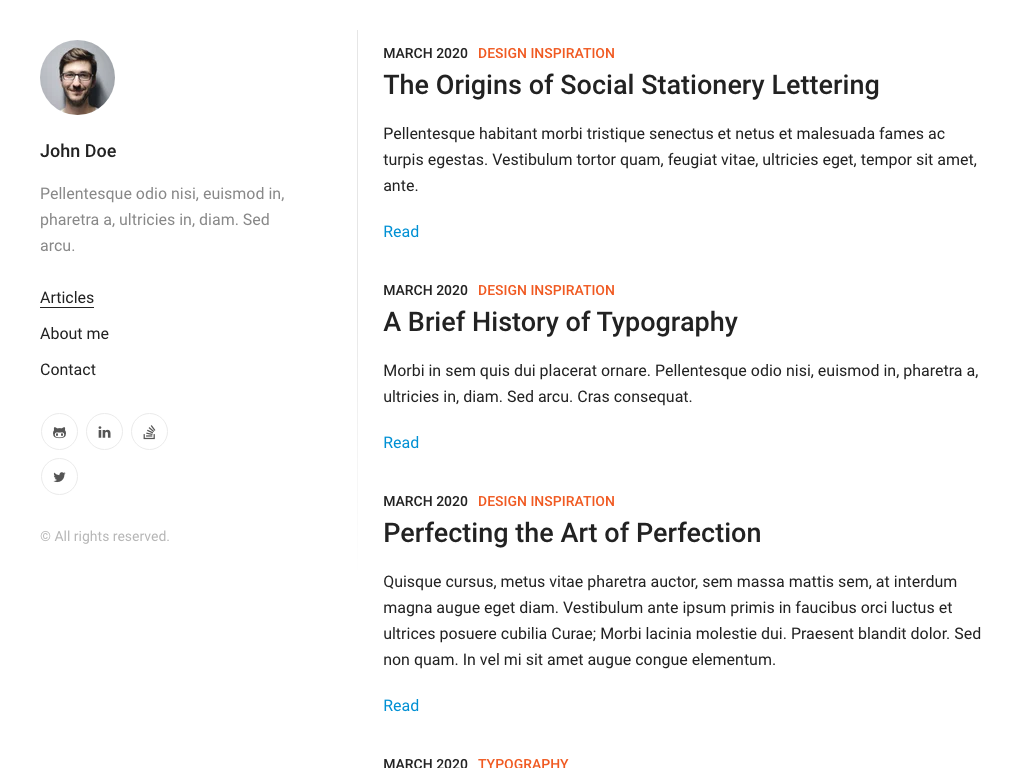 John Doe
Pellentesque odio nisi, euismod in,
pharetra a, ultricies in, diam. Sed
arcu.
Articles
About me
Contact
© All rights reserved.
MARCH 2020 DESIGN INSPIRATION
The Origins of Social Stationery Lettering
Pellentesque habitant morbi tristique senectus et netus et malesuada fames ac
turpis egestas. Vestibulum tortor quam, feugiat vitae, ultricies eget, tempor sit amet,
ante.
Read
MARCH 2020 DESIGN INSPIRATION
A Brief History of Typography
Morbi in sem quis dui placerat ornare. Pellentesque odio nisi, euismod in, pharetra a,
ultricies in, diam. Sed arcu. Cras consequat.
Read
MARCH 2020 DESIGN INSPIRATION
Perfecting the Art of Perfection
Quisque cursus, metus vitae pharetra auctor, sem massa mattis sem, at interdum
magna augue eget diam. Vestibulum ante ipsum primis in faucibus orci luctus et
ultrices posuere cubilia Curae; Morbi lacinia molestie dui. Praesent blandit dolor. Sed
non quam. In vel mi sit amet augue congue elementum.
Read
MARCH 2020 TYPOGRAPHY